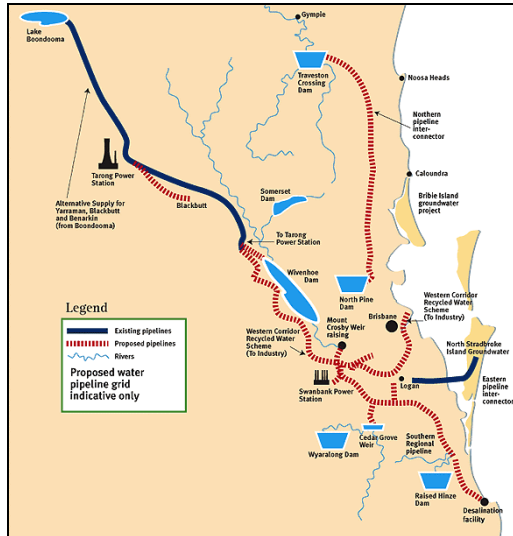 Lake
Boondooma
Gympie
Traveston
Crossing
Dam
Noosa Heads
Northern
pipeline
inter-
connector
Tarong Power
Station
Caloundra
Bribie Island
groundwater
project
Alternative Supply for
Yarraman, Blackbutt
and Benarkin
(from Boondooma)
Blackbutt
Somerset
Dam
To Tarong
Power Station
Wivenhoe
Dam
North Pine
Dam
Western Corridor
Recycled Water
Scheme
(To Industry)
Brisbane
Mount
Crosby Weir
raising
Western Corridor
Recycled Water
Scheme
(To Industry)
North Stradbroke
Island Groundwater
Legend
Existing pipelines
Proposed pipelines
Rivers
Proposed water
pipeline grid
indicative only
Swanbank Power
Station
Logan
Eastern
pipeline
inter-
connector
Cedar Grove
Weir
Wyaralong Dam
Southern
Regional
pipeline
Raised Hinze
Dam
Desalination
facility